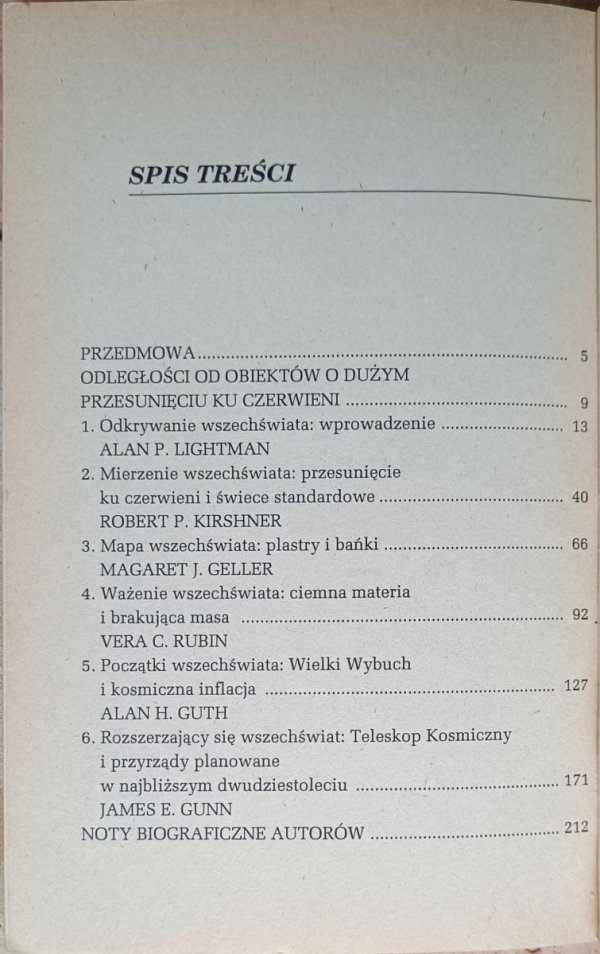 SPIS TREŚCI
PRZEDMOWA........................................................................ 5
ODLEGŁOŚCI OD OBIEKTÓW O DUŻYM
PRZESUNIĘCIU KU CZERWIENI ........................................... 9
1. Odkrywanie wszechświata: wprowadzenie ........................ 13
ALAN P. LIGHTMAN
2. Mierzenie wszechświata: przesunięcie
ku czerwieni i świece standardowe .................................... 40
ROBERT P. KIRSHNER
3. Mapa wszechświata: plastry i bańki ................................... 66
MAGARET J. GELLER
4. Ważenie wszechświata: ciemna materia
i brakująca masa ................................................................ 92
VERA C. RUBIN
5. Początki wszechświata: Wielki Wybuch
i kosmiczna inflacja .......................................................... 127
ALAN H. GUTH
6. Rozszerzający się wszechświat: Teleskop Kosmiczny
i przyrządy planowane
w najbliższym dwudziestoleciu ........................................ 171
JAMES E. GUNN
NOTY BIOGRAFICZNE AUTORÓW ..................................... 212